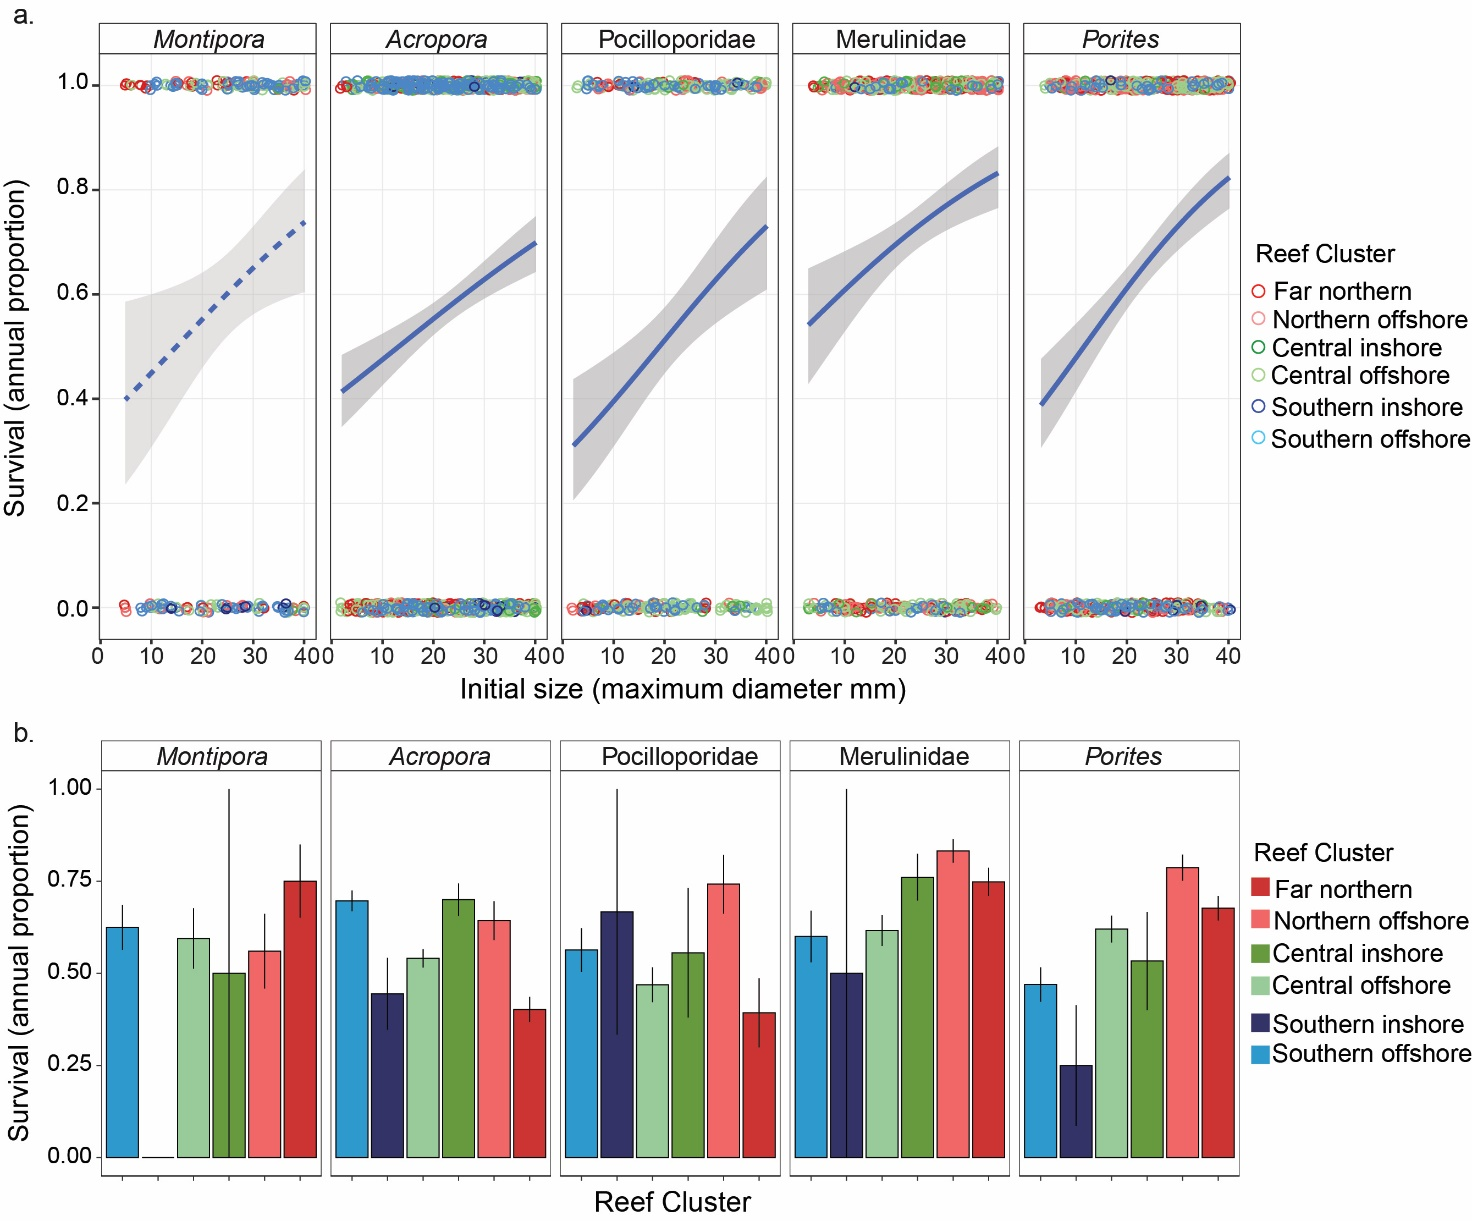 a.
Montipora Acropora Pocilloporidae Merulinidae Porites
1.0
0.8
0.6
0.4
0.2
0.0
Survival (annual proportion)
0 10 20 30 40 0 10 20 30 40 0 10 20 30 40 0 10 20 30 40 0 10 20 30 40
Initial size (maximum diameter mm)
Reef Cluster
Far northern
Northern offshore
Central inshore
Central offshore
Southern inshore
Southern offshore
b.
Montipora Acropora Pocilloporidae Merulinidae Porites
1.00
0.75
0.50
0.25
0.00
Survival (annual proportion)
Reef Cluster
Reef Cluster
Far northern
Northern offshore
Central inshore
Central offshore
Southern inshore
Southern offshore